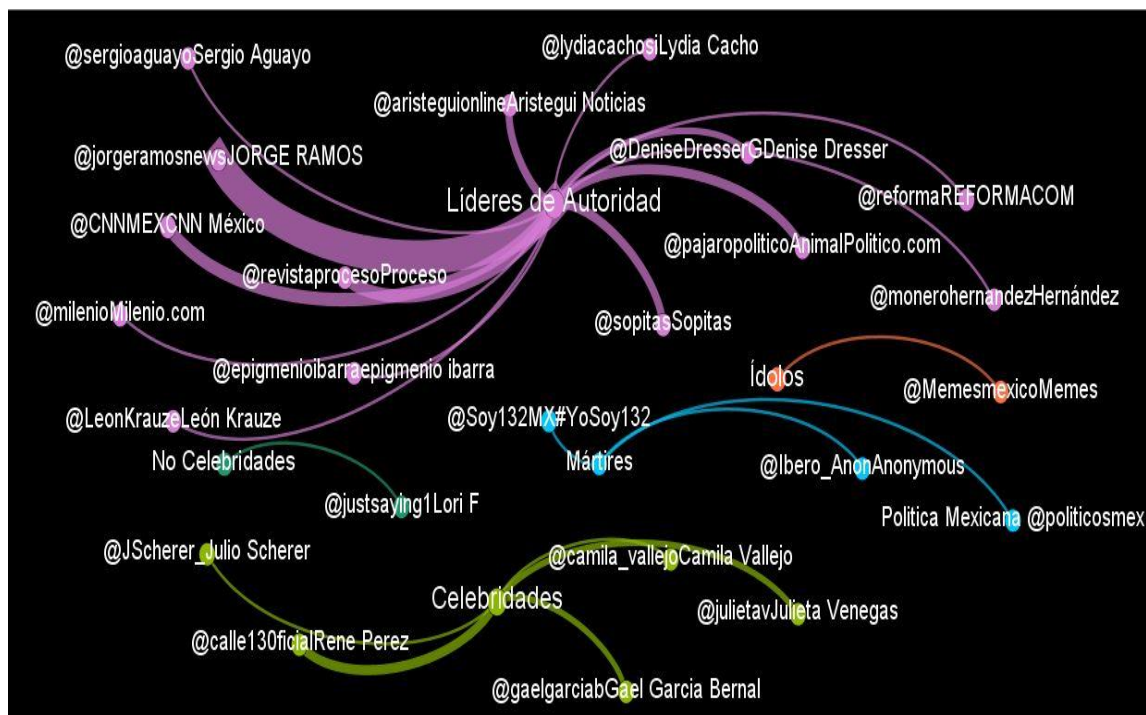 @lydiacachosiLydia Cacho
@sergioaguayoSergio Aguayo
@aristeguionlineAristegui Noticias
@jorgeramosnewsJORGE RAMOS
@DeniseDresserGDenise Dresser
@reformaREFORMACOM
Líderes de Autoridad
@CNNMEXCNN México
@pajaropoliticoAnimalPolitico.com
@revistaprocesoProceso
@monerohernandezHernández
@milenioMilenio.com
@sopitasSopitas
@epigmenioibarraepigmenio ibarra
Ídolos
@MemesmexicoMemes
@LeonKrauzeLeón Krauze
@Soy132MX#YoSoy132
No Celebridades
Mártires
@Ibero_AnonAnonymous
@justsaying1Lori F
Politica Mexicana @politicosmex
@JScherer_Julio Scherer
@camila_vallejoCamila Vallejo
Celebridades
@julietavJulieta Venegas
@calle13OficialRene Perez
@gaelgarciabGael Garcia Bernal